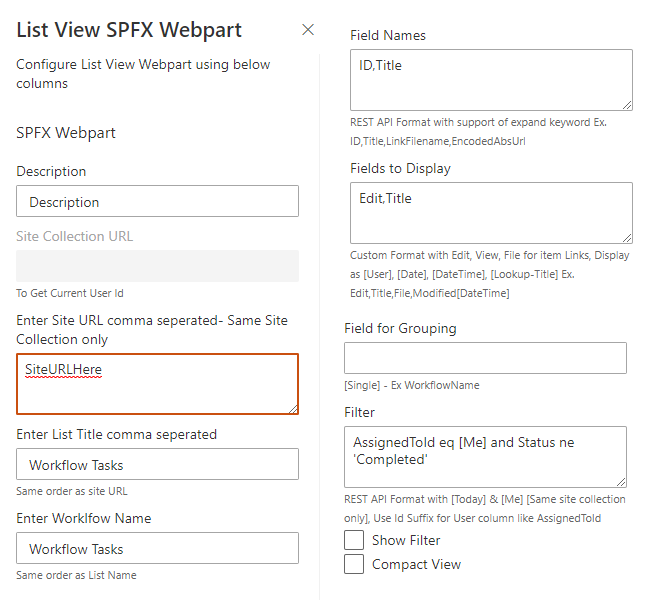 List View SPFX Webpart
Configure List View Webpart using below
columns
SPFX Webpart
Description
Description
Site Collection URL
To Get Current User Id
Enter Site URL comma seperated- Same Site
Collection only
SiteURLHere
Enter List Title comma seperated
Workflow Tasks
Same order as site URL
Enter Worklfow Name
Workflow Tasks
Same order as List Name
Field Names
ID,Title
REST API Format with support of expand keyword Ex.
ID,Title,LinkFilename,EncodedAbsUrl
Fields to Display
Edit,Title
Custom Format with Edit, View, File for item Links, Display
as [User], [Date], [DateTime], [Lookup-Title] Ex.
Edit,Title,File,Modified[DateTime]
Field for Grouping
[Single] - Ex WorkflowName
Filter
AssignedToId eq [Me] and Status ne
'Completed'
REST API Format with [Today] & [Me] [Same site collection
only], Use Id Suffix for User column like AssignedToId
Show Filter
Compact View